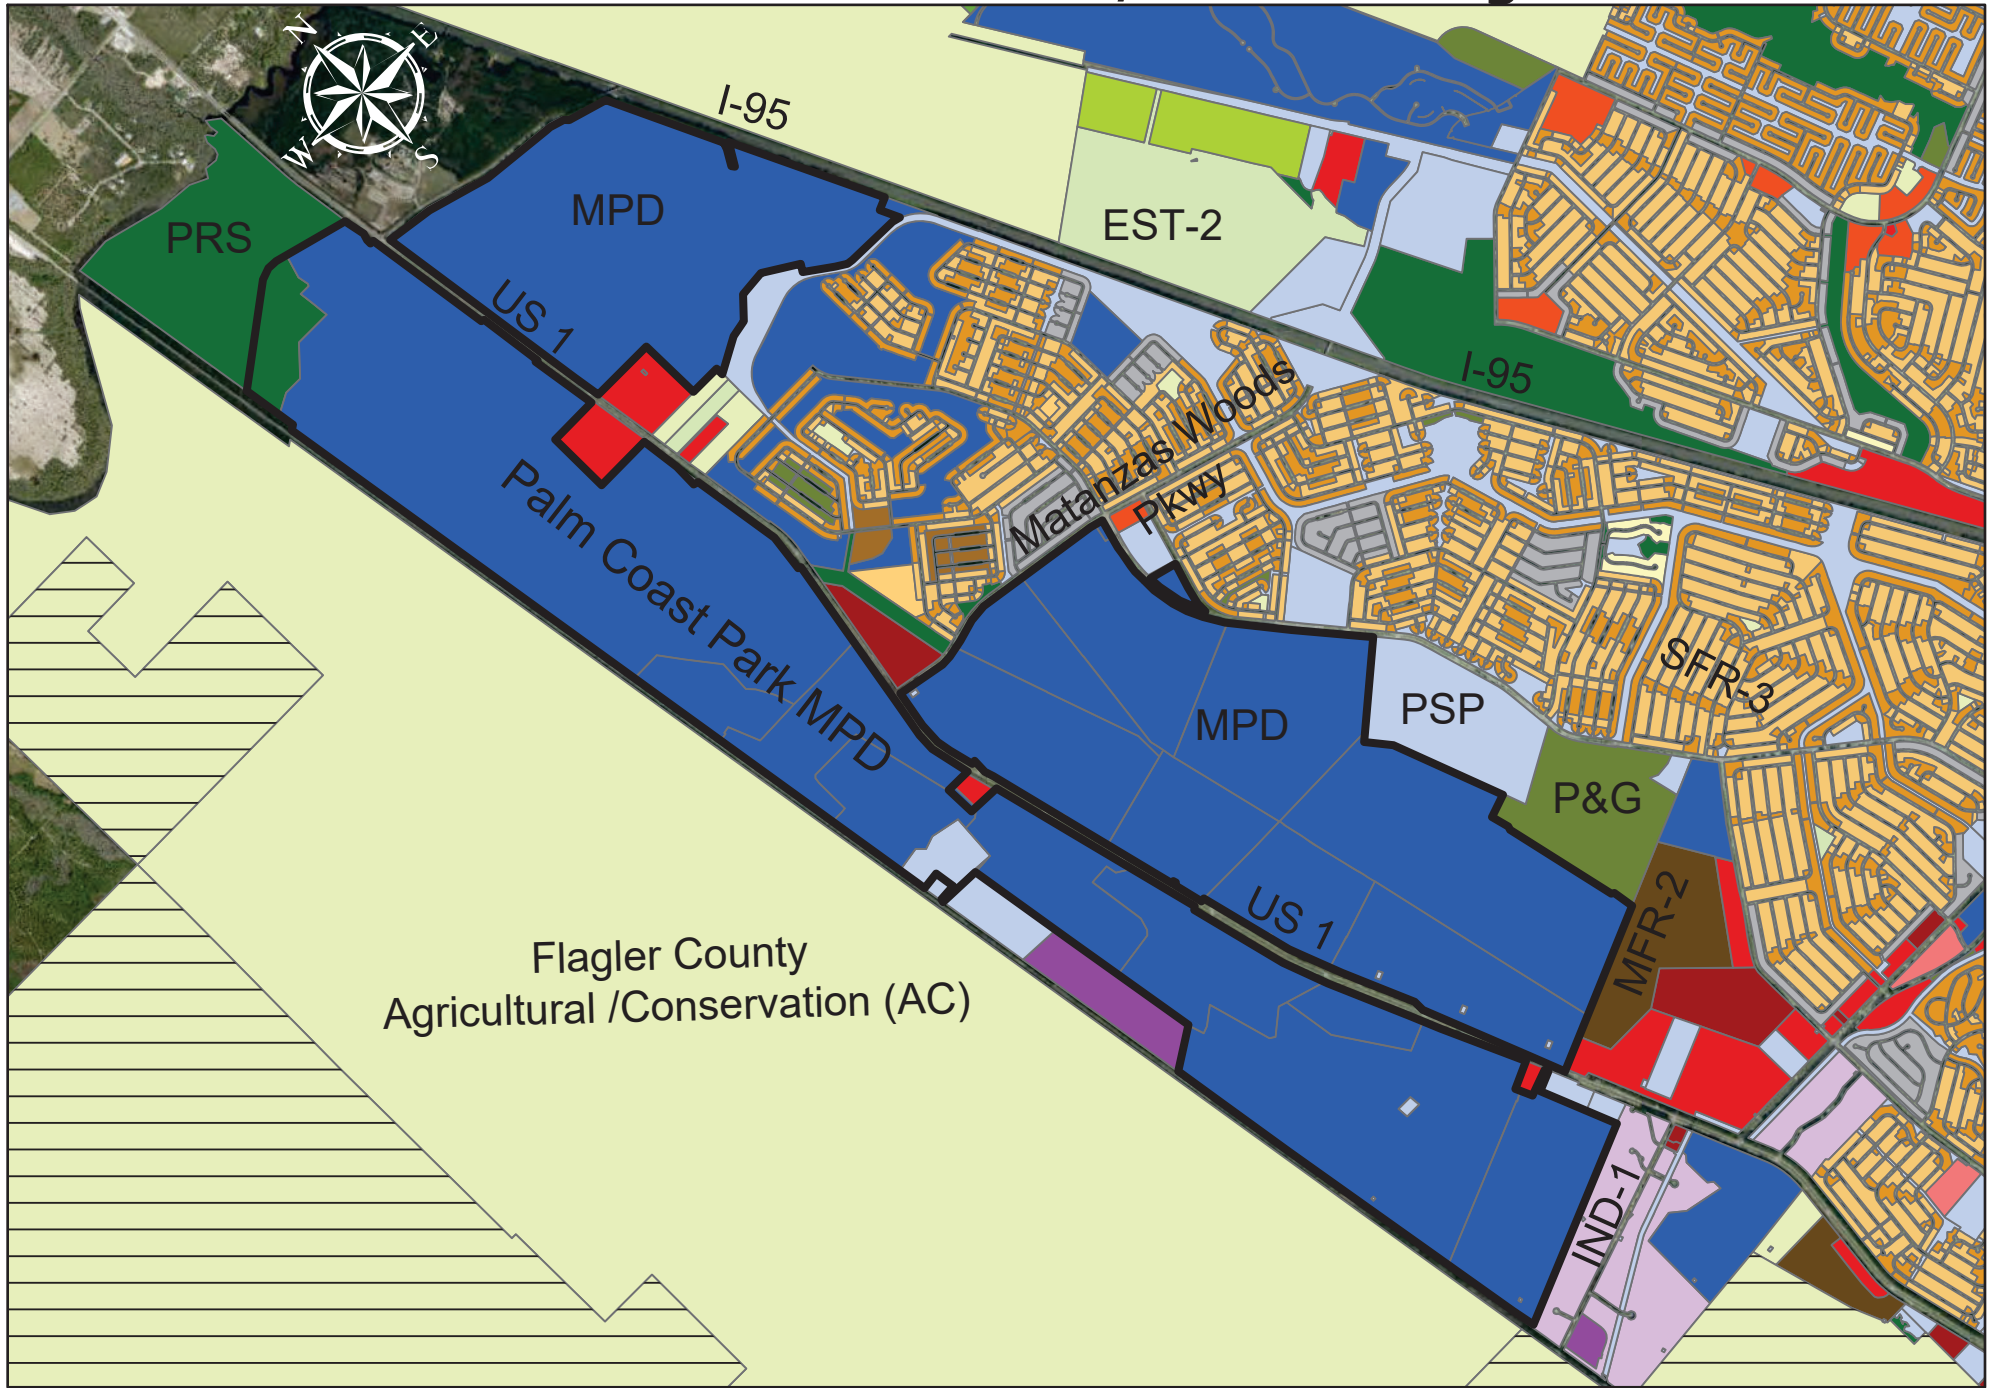 N
E
W
S
I-95
PRS
MPD
EST-2
US 1
I-95
Matanzas Woods
Pkwy
Palm Coast Park MPD
SFR-3
MPD
PSP
P&G
MFR-2
US 1
Flagler County
Agricultural /Conservation (AC)
IND-1